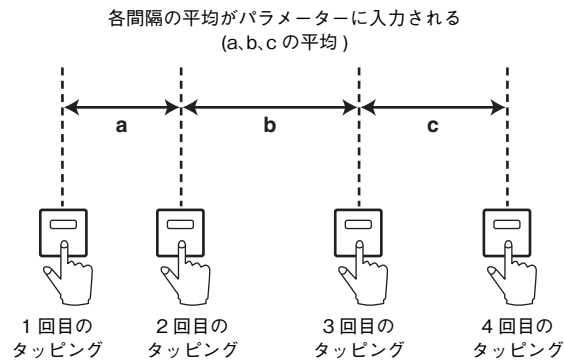 各間隔の平均がパラメーターに入力される
(a､b､c の平均 )
a
b
c
1 回目の
タッピング
2 回目の
タッピング
3 回目の
タッピング
4 回目の
タッピング